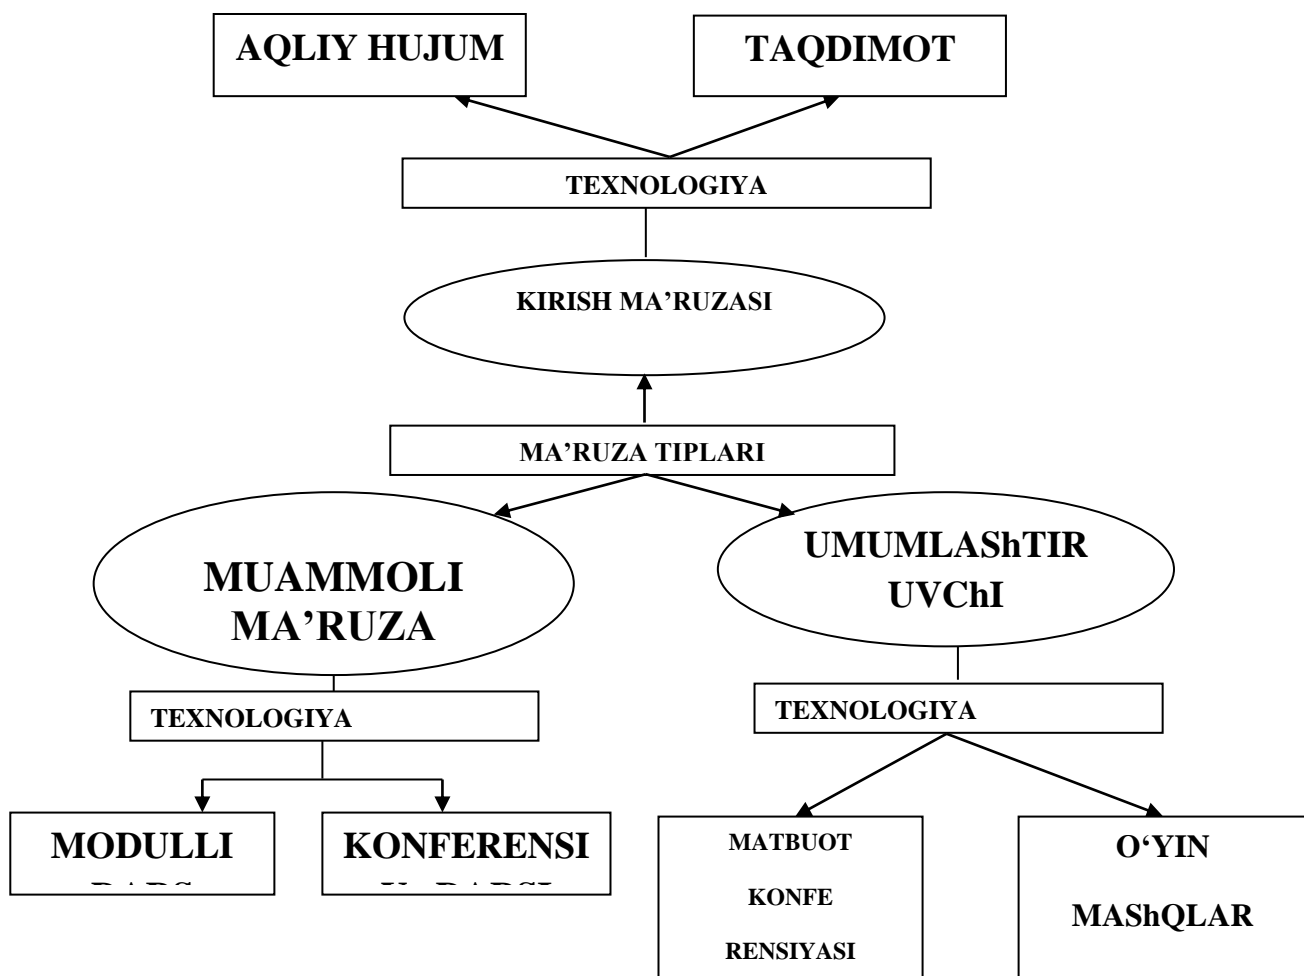 AQLIY HUJUM
TAQDIMOT
TEXNOLOGIYA
KIRISH MA’RUZASI
MA’RUZA TIPLARI
MUAMMOLI
MA’RUZA
UMUMLAShTIR
UVChI
TEXNOLOGIYA
TEXNOLOGIYA
MODULLI
KONFERENSI
MATBUOT
KONFE
RENSIYASI
O‘YIN
MAShQLAR